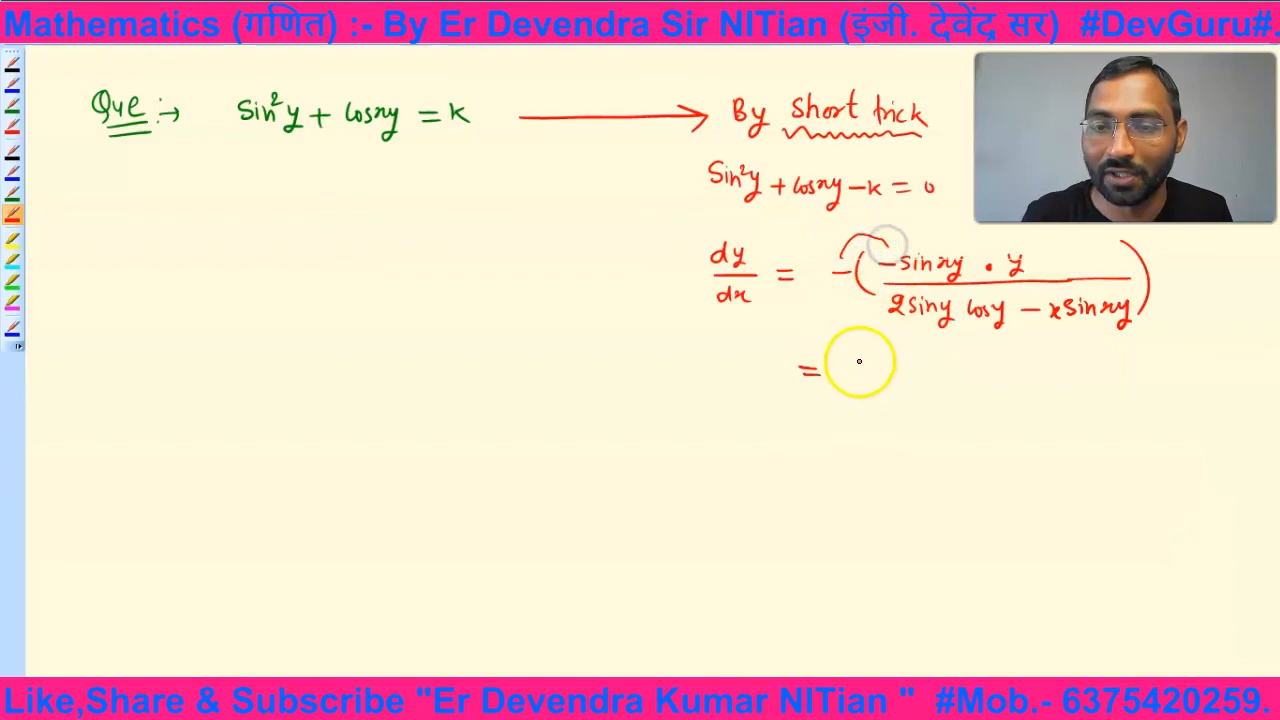 Mathematics (गणित) :- By Er Devendra Sir NITian (इंजी. देवेंद्र सर) #DevGuru#.
Que :→ Sin²y + Cosxy = K → By Short trick
Sin²y + Cosxy - K = 0
dy/dx = -(-sinxy · y / 2siny cosy - xsinxy)
=
Like,Share & Subscribe "Er Devendra Kumar NITian " #Mob.- 6375420259.